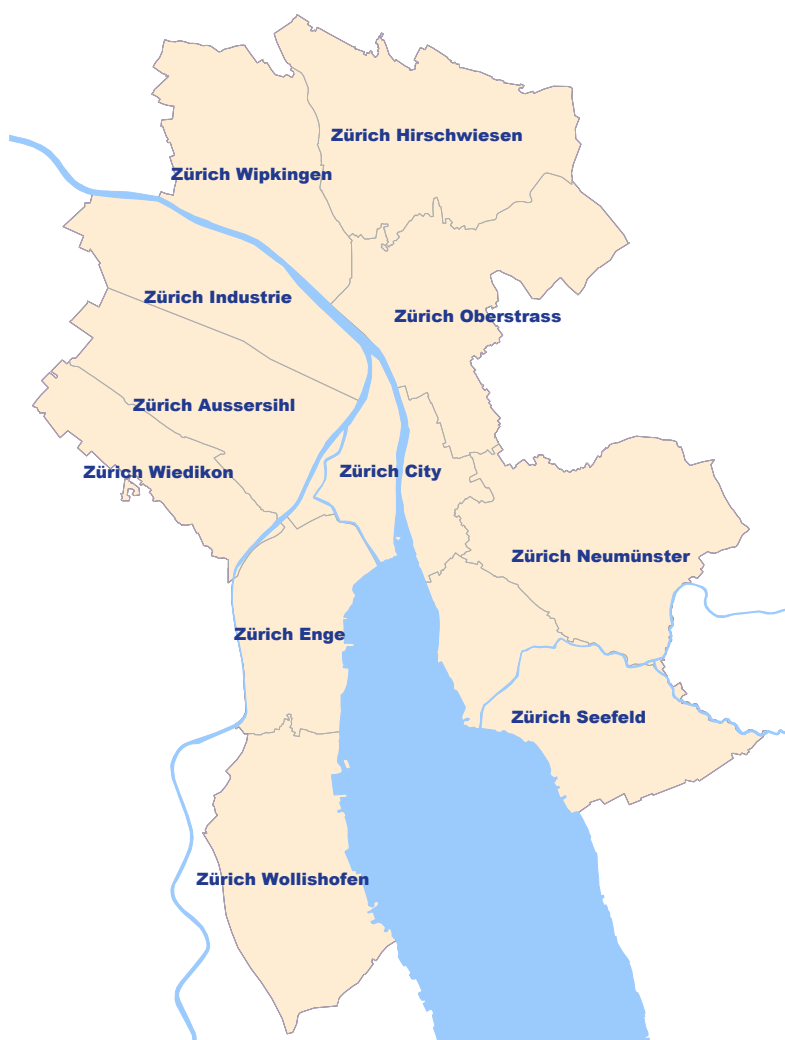 Zürich Hirschwiesen
Zürich Wipkingen
Zürich Industrie
Zürich Oberstrass
Zürich Aussersihl
Zürich Wiedikon
Zürich City
Zürich Neumünster
Zürich Enge
Zürich Seefeld
Zürich Wollishofen